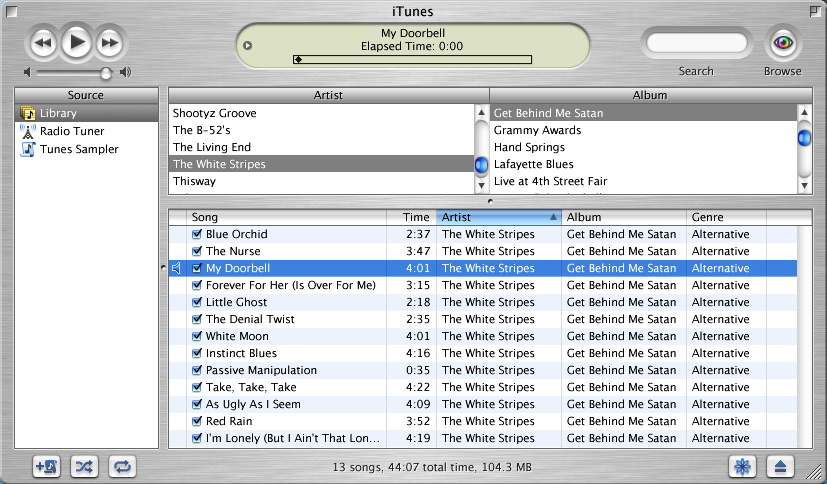 iTunes
My Doorbell
Elapsed Time: 0:00
Search
Browse
Source
Library
Radio Tuner
Tunes Sampler
Artist
Shootyz Groove
The B-52's
The Living End
The White Stripes
Thisway
Album
Get Behind Me Satan
Grammy Awards
Hand Springs
Lafayette Blues
Live at 4th Street Fair
Song Time Artist Album Genre
Blue Orchid 2:37 The White Stripes Get Behind Me Satan Alternative
The Nurse 3:47 The White Stripes Get Behind Me Satan Alternative
My Doorbell 4:01 The White Stripes Get Behind Me Satan Alternative
Forever For Her (Is Over For Me) 3:15 The White Stripes Get Behind Me Satan Alternative
Little Ghost 2:18 The White Stripes Get Behind Me Satan Alternative
The Denial Twist 2:35 The White Stripes Get Behind Me Satan Alternative
White Moon 4:01 The White Stripes Get Behind Me Satan Alternative
Instinct Blues 4:16 The White Stripes Get Behind Me Satan Alternative
Passive Manipulation 0:35 The White Stripes Get Behind Me Satan Alternative
Take, Take, Take 4:22 The White Stripes Get Behind Me Satan Alternative
As Ugly As I Seem 4:09 The White Stripes Get Behind Me Satan Alternative
Red Rain 3:52 The White Stripes Get Behind Me Satan Alternative
I'm Lonely (But I Ain't That Lon... 4:19 The White Stripes Get Behind Me Satan Alternative
13 songs, 44:07 total time, 104.3 MB